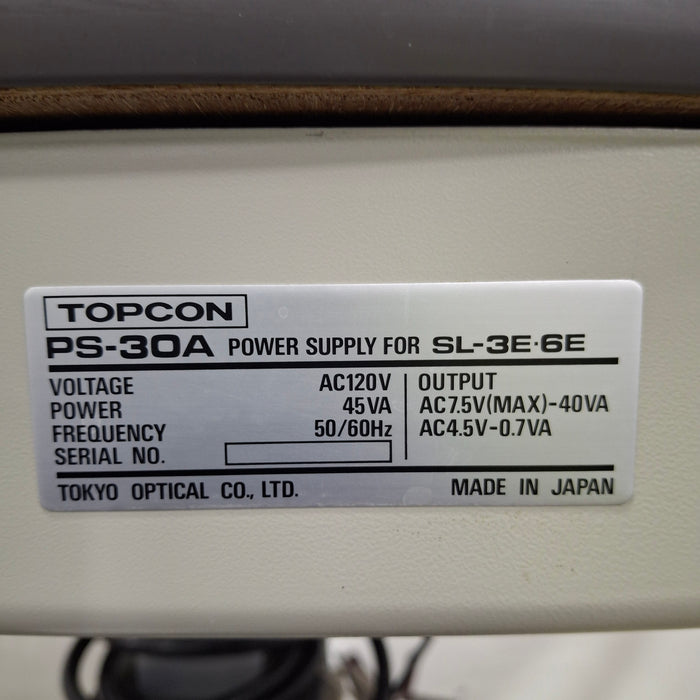 TOPCON
PS-30A POWER SUPPLY FOR SL-3E·6E
VOLTAGE AC120V
POWER 45VA
FREQUENCY 50/60Hz
SERIAL NO.
OUTPUT
AC7.5V(MAX)-40VA
AC4.5V-0.7VA
TOKYO OPTICAL CO., LTD. MADE IN JAPAN